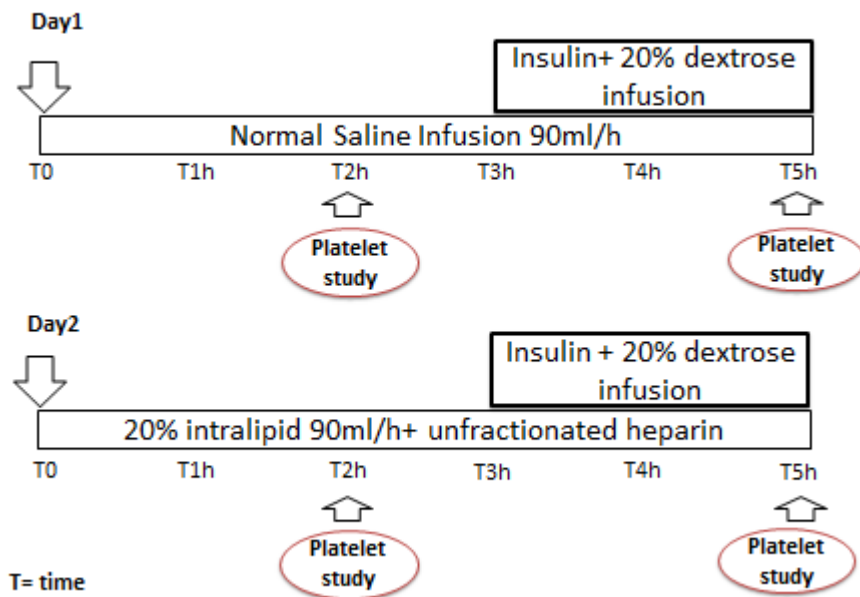 Day1
Insulin+ 20% dextrose
infusion
Normal Saline Infusion 90ml/h
T0 T1h T2h T3h T4h T5h
Platelet
study
Platelet
study
Day2
Insulin + 20% dextrose
infusion
20% intralipid 90ml/h+ unfractionated heparin
T0 T1h T2h T3h T4h T5h
Platelet
study
Platelet
study
T= time